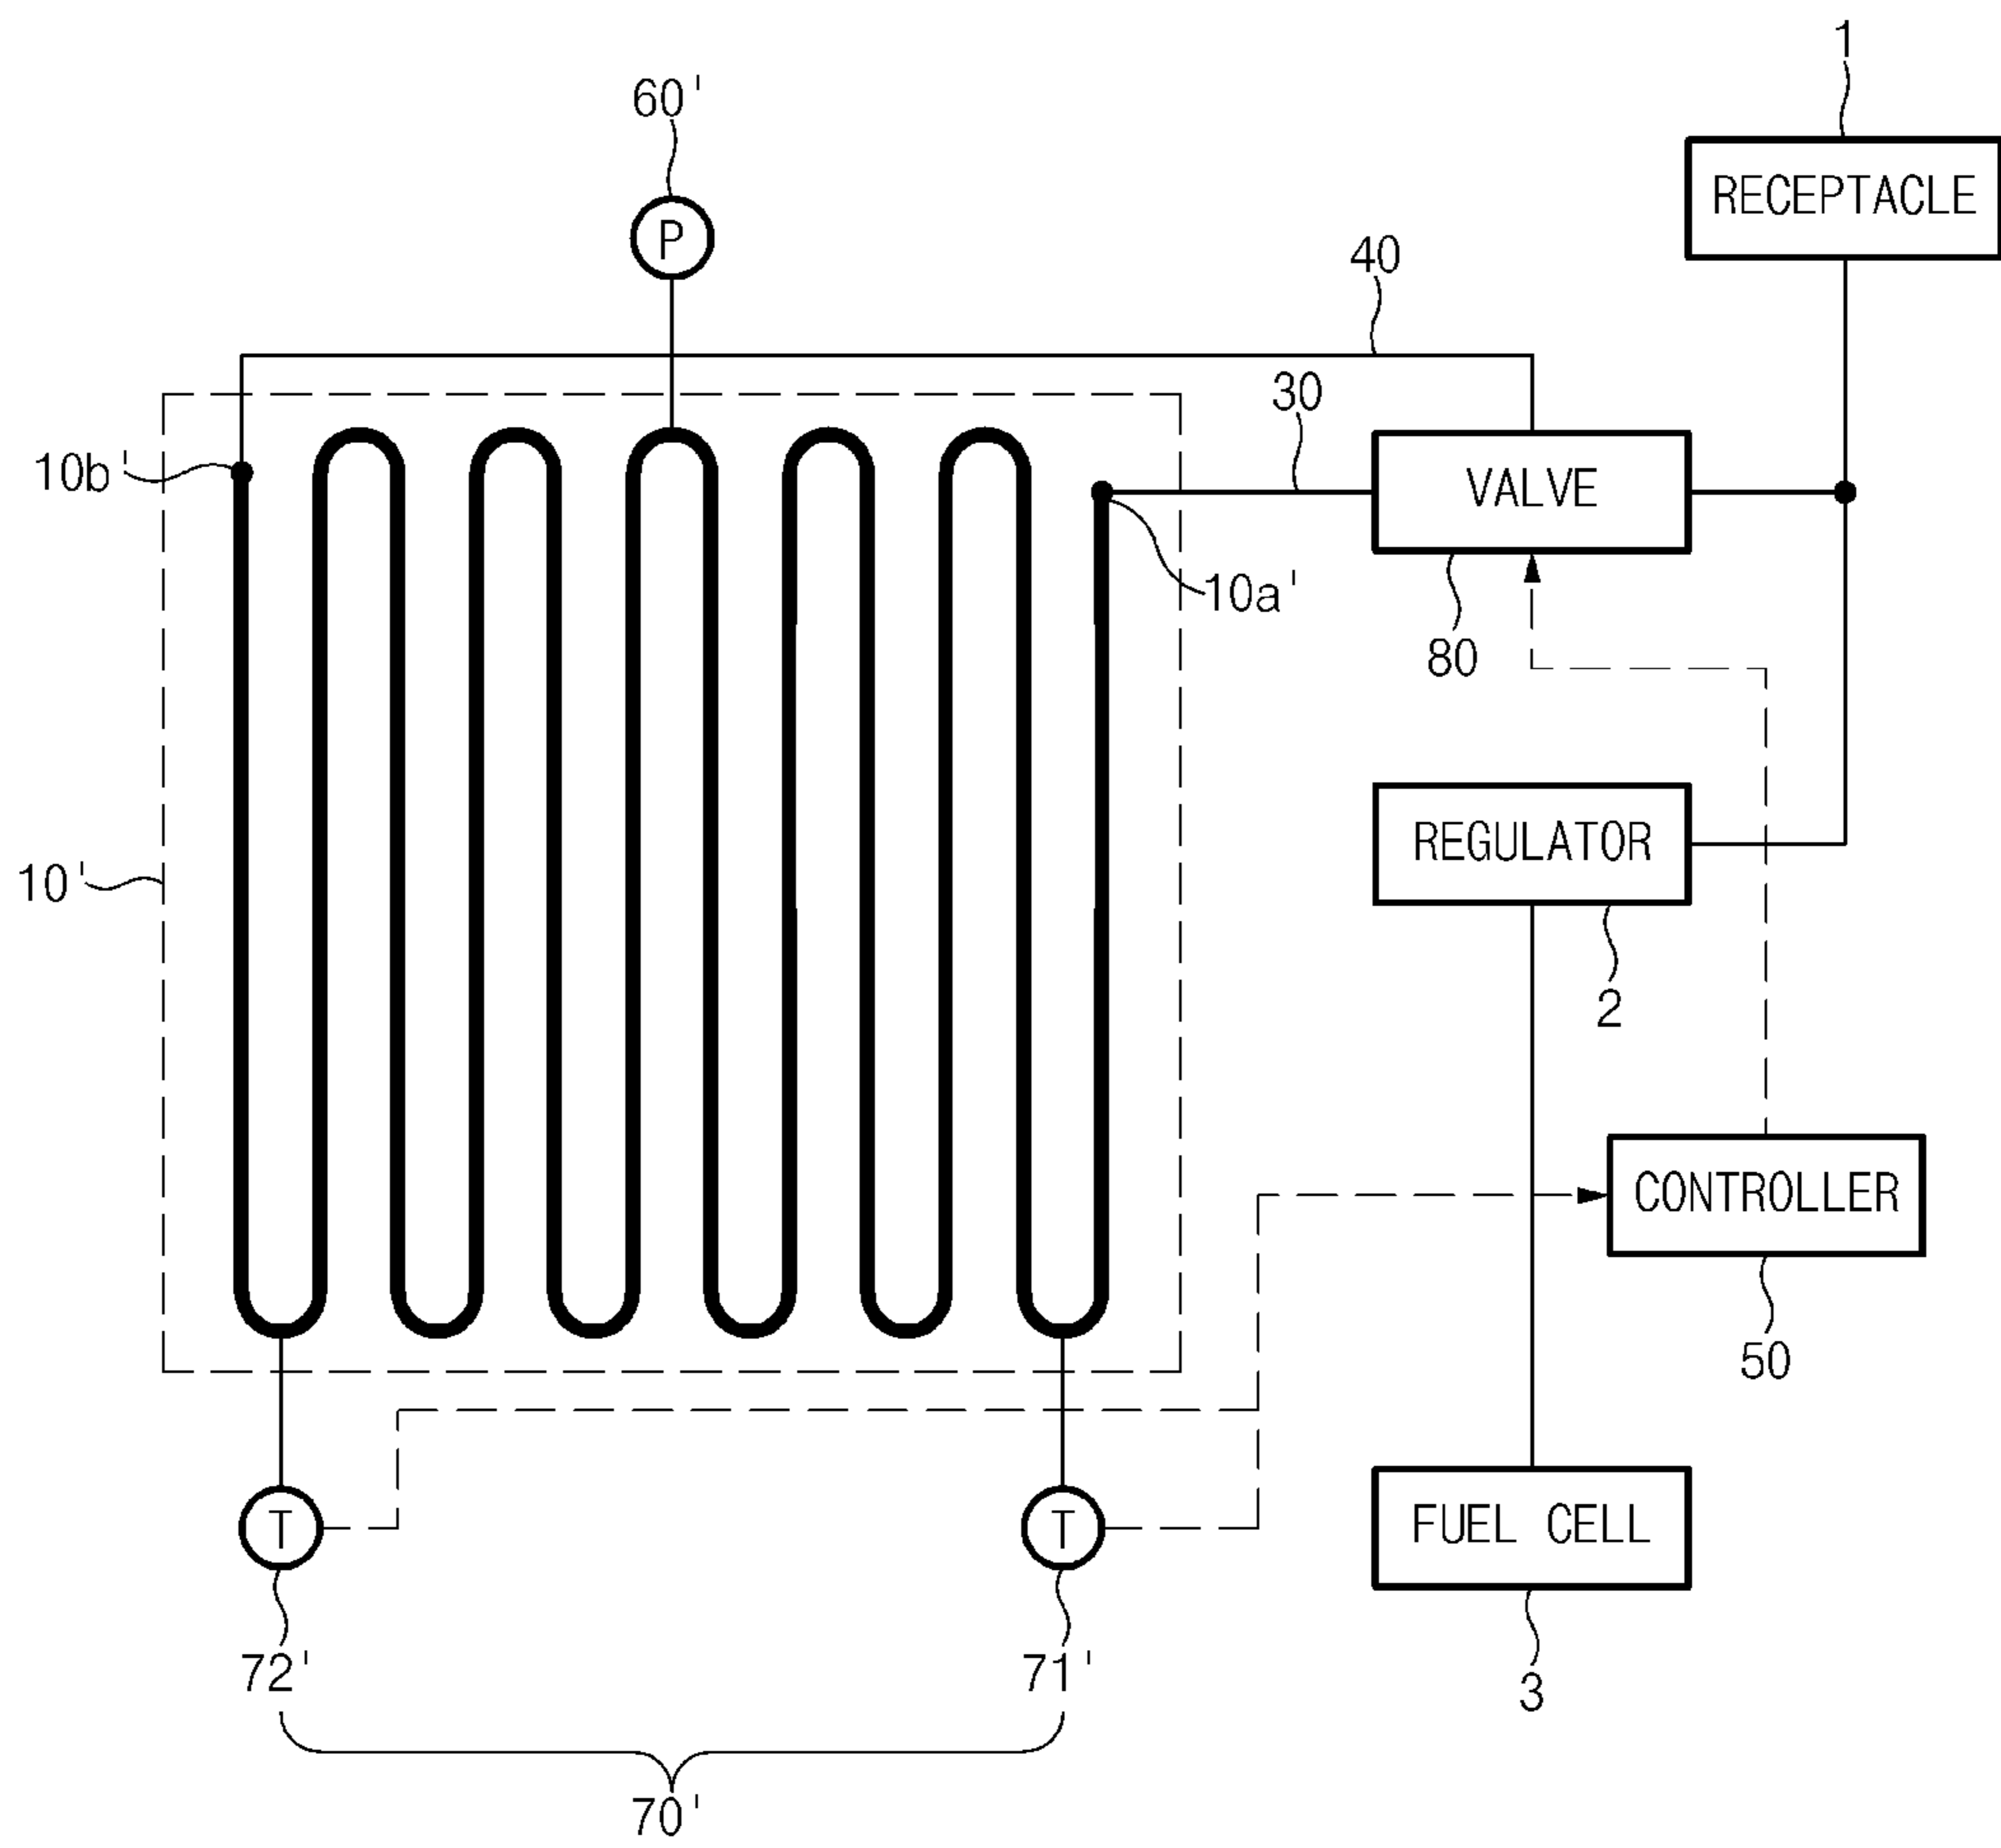 1
60'
RECEPTACLE
P
40
30
10b'
VALVE
10a'
80
REGULATOR
10'
2
CONTROLLER
50
T
T
FUEL CELL
72'
71'
3
70'